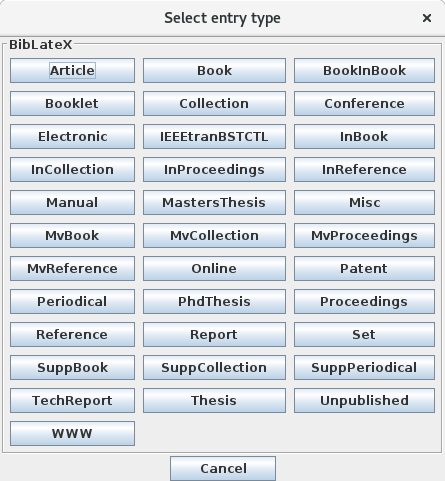 Select entry type ×
BibLateX
Article Book BookInBook
Booklet Collection Conference
Electronic IEEEtranBSTCTL InBook
InCollection InProceedings InReference
Manual MastersThesis Misc
MvBook MvCollection MvProceedings
MvReference Online Patent
Periodical PhdThesis Proceedings
Reference Report Set
SuppBook SuppCollection SuppPeriodical
TechReport Thesis Unpublished
WWW
Cancel